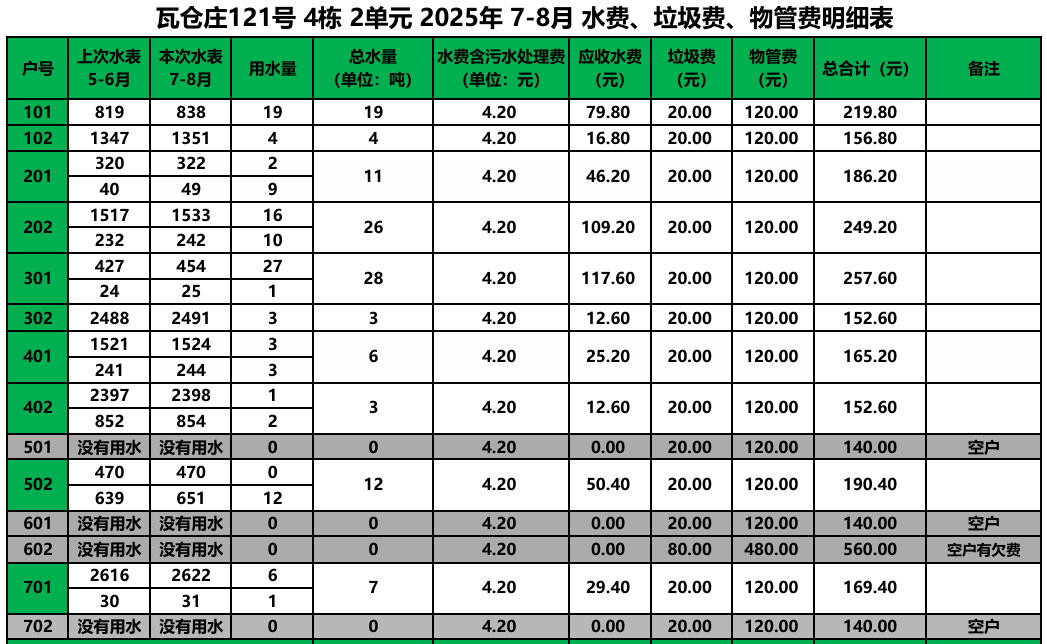 瓦仓庄121号 4栋 2单元 2025年 7-8月 水费、垃圾费、物管费明细表
户号 上次水表 5-6月 本次水表 7-8月 用水量 总水量 (单位：吨) 水费含污水处理费 (单位：元) 应收水费 (元) 垃圾费 (元) 物管费 (元) 总合计（元） 备注
101 819 838 19 19 4.20 79.80 20.00 120.00 219.80
102 1347 1351 4 4 4.20 16.80 20.00 120.00 156.80
201 320 322 2 11 4.20 46.20 20.00 120.00 186.20
40 49 9
202 1517 1533 16 26 4.20 109.20 20.00 120.00 249.20
232 242 10
301 427 454 27 28 4.20 117.60 20.00 120.00 257.60
24 25 1
302 2488 2491 3 3 4.20 12.60 20.00 120.00 152.60
401 1521 1524 3 6 4.20 25.20 20.00 120.00 165.20
241 244 3
402 2397 2398 1 3 4.20 12.60 20.00 120.00 152.60
852 854 2
501 没有用水 没有用水 0 0 4.20 0.00 20.00 120.00 140.00 空户
502 470 470 0 12 4.20 50.40 20.00 120.00 190.40
639 651 12
601 没有用水 没有用水 0 0 4.20 0.00 20.00 120.00 140.00 空户
602 没有用水 没有用水 0 0 4.20 0.00 80.00 480.00 560.00 空户有欠费
701 2616 2622 6 7 4.20 29.40 20.00 120.00 169.40
30 31 1
702 没有用水 没有用水 0 0 4.20 0.00 20.00 120.00 140.00 空户